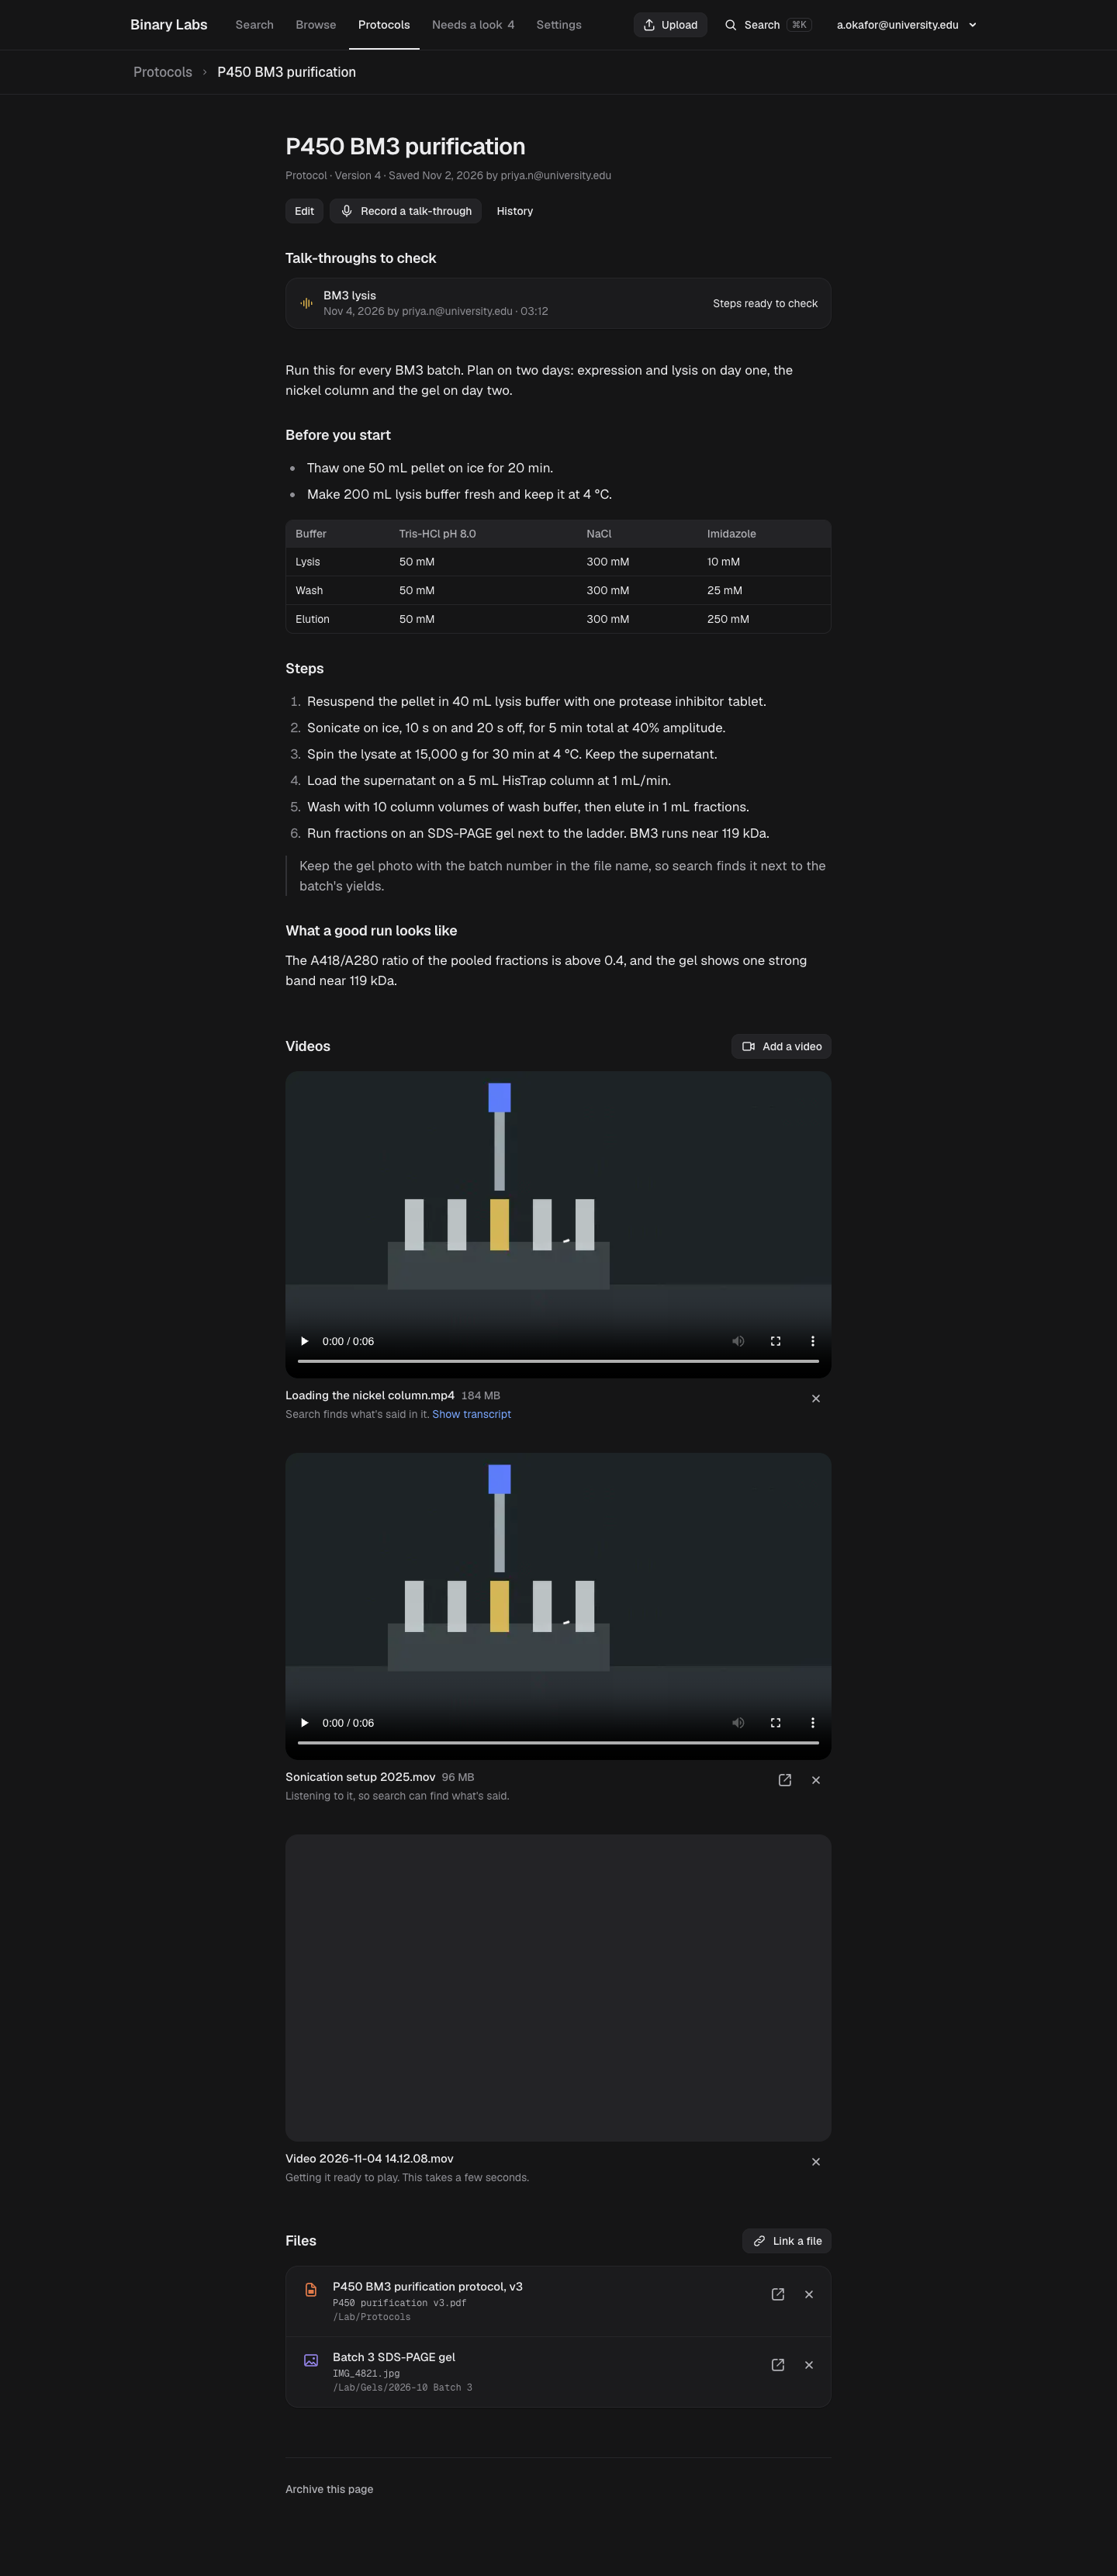 Binary Labs Search Browse Protocols Needs a look 4 Settings Upload Search ⌘K a.okafor@university.edu
Protocols › P450 BM3 purification
P450 BM3 purification
Protocol · Version 4 · Saved Nov 2, 2026 by priya.n@university.edu
Edit Record a talk-through History
Talk-throughs to check
BM3 lysis
Nov 4, 2026 by priya.n@university.edu · 03:12
Steps ready to check
Run this for every BM3 batch. Plan on two days: expression and lysis on day one, the
nickel column and the gel on day two.
Before you start
• Thaw one 50 mL pellet on ice for 20 min.
• Make 200 mL lysis buffer fresh and keep it at 4 °C.
Buffer Tris-HCl pH 8.0 NaCl Imidazole
Lysis 50 mM 300 mM 10 mM
Wash 50 mM 300 mM 25 mM
Elution 50 mM 300 mM 250 mM
Steps
1. Resuspend the pellet in 40 mL lysis buffer with one protease inhibitor tablet.
2. Sonicate on ice, 10 s on and 20 s off, for 5 min total at 40% amplitude.
3. Spin the lysate at 15,000 g for 30 min at 4 °C. Keep the supernatant.
4. Load the supernatant on a 5 mL HisTrap column at 1 mL/min.
5. Wash with 10 column volumes of wash buffer, then elute in 1 mL fractions.
6. Run fractions on an SDS-PAGE gel next to the ladder. BM3 runs near 119 kDa.
Keep the gel photo with the batch number in the file name, so search finds it next to the
batch's yields.
What a good run looks like
The A418/A280 ratio of the pooled fractions is above 0.4, and the gel shows one strong
band near 119 kDa.
Videos Add a video
0:00 / 0:06
Loading the nickel column.mp4 184 MB
Search finds what's said in it. Show transcript
0:00 / 0:06
Sonication setup 2025.mov 96 MB
Listening to it, so search can find what's said.
Video 2026-11-04 14.12.08.mov
Getting it ready to play. This takes a few seconds.
Files Link a file
P450 BM3 purification protocol, v3
P450 purification v3.pdf
/Lab/Protocols
Batch 3 SDS-PAGE gel
IMG_4821.jpg
/Lab/Gels/2026-10 Batch 3
Archive this page